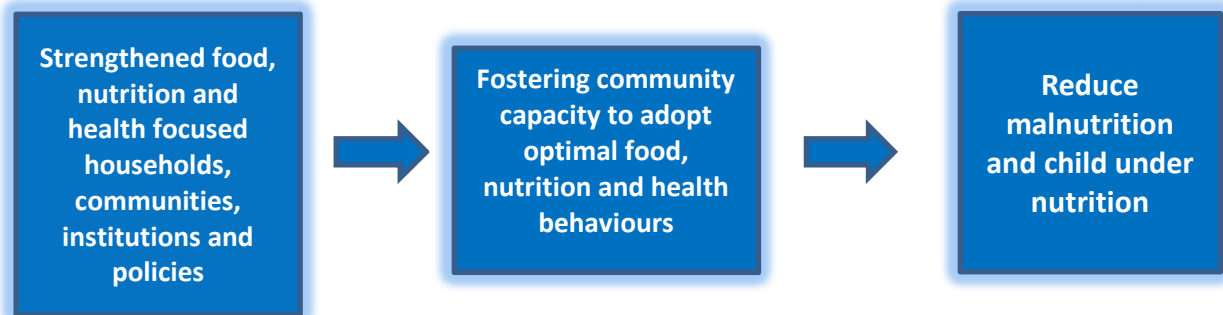 Strengthened food,
nutrition and
health focused
households,
communities,
institutions and
policies
Fostering community
capacity to adopt
optimal food,
nutrition and health
behaviours
Reduce
malnutrition
and child under
nutrition